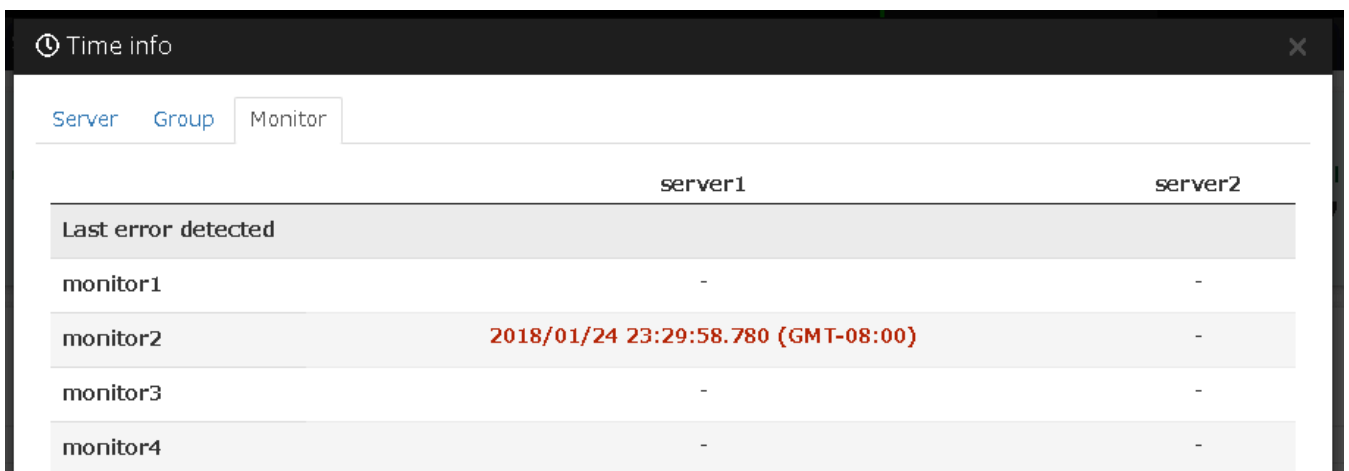 Time info ×
Server Group Monitor
server1 server2
Last error detected
monitor1 - -
monitor2 2018/01/24 23:29:58.780 (GMT-08:00) -
monitor3 - -
monitor4 - -